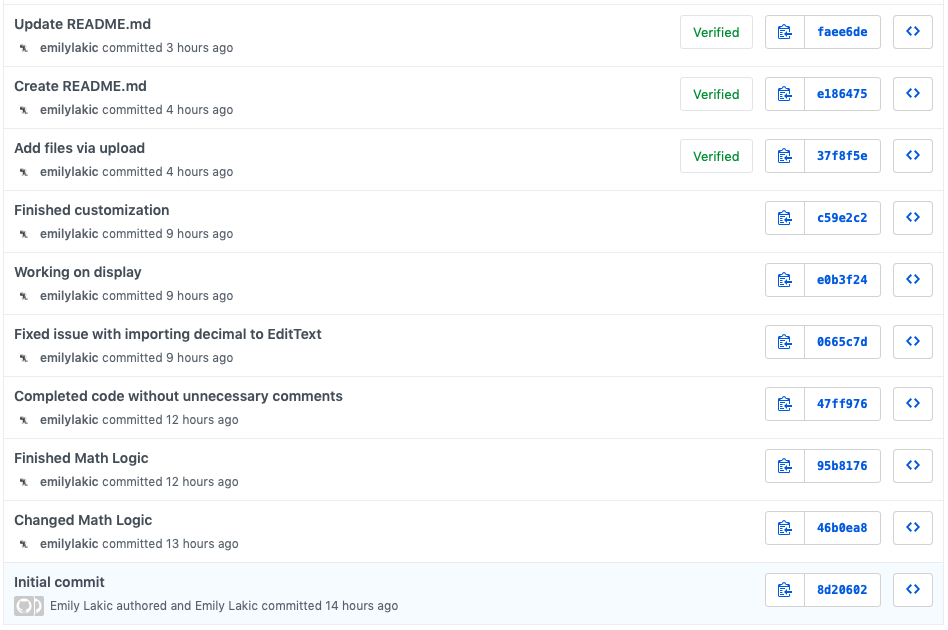 Update README.md
Verified
faee6de
emilylakic committed 3 hours ago
Create README.md
Verified
e186475
emilylakic committed 4 hours ago
Add files via upload
Verified
37f8f5e
emilylakic committed 4 hours ago
Finished customization
c59e2c2
emilylakic committed 9 hours ago
Working on display
e0b3f24
emilylakic committed 9 hours ago
Fixed issue with importing decimal to EditText
0665c7d
emilylakic committed 9 hours ago
Completed code without unnecessary comments
47ff976
emilylakic committed 12 hours ago
Finished Math Logic
95b8176
emilylakic committed 12 hours ago
Changed Math Logic
46b0ea8
emilylakic committed 13 hours ago
Initial commit
8d20602
Emily Lakic authored and Emily Lakic committed 14 hours ago